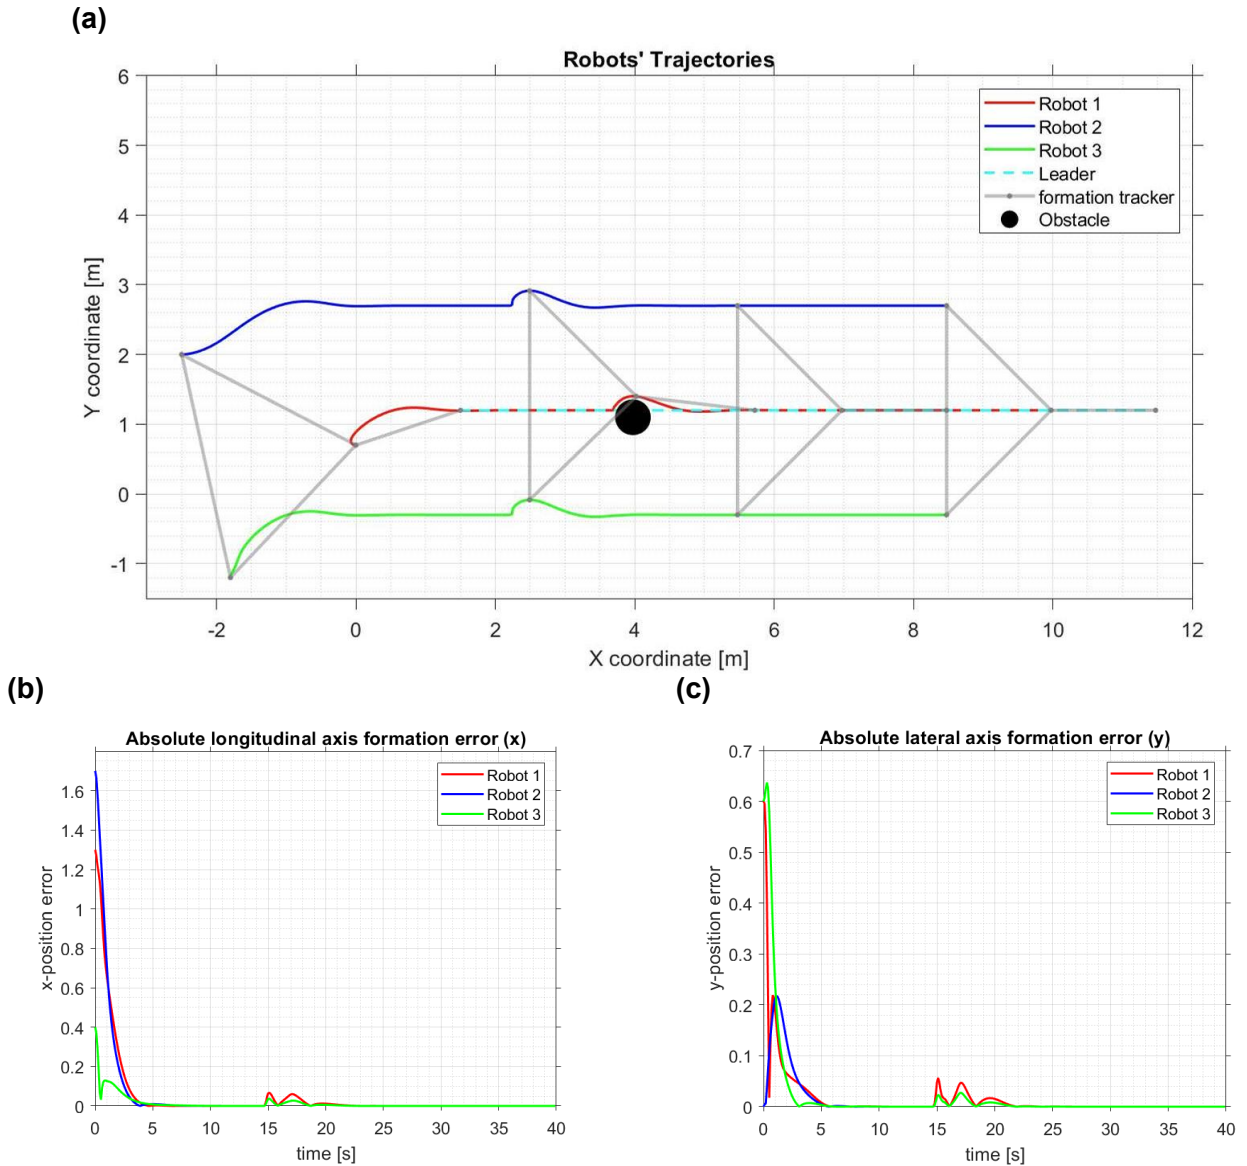 (a)
Robots' Trajectories
Robot 1
Robot 2
Robot 3
Leader
formation tracker
Obstacle
Y coordinate [m]
6
5
4
3
2
1
0
-1
-2
0
2
4
6
8
10
12
X coordinate [m]
(b)
Absolute longitudinal axis formation error (x)
Robot 1
Robot 2
Robot 3
x-position error
1.6
1.4
1.2
1
0.8
0.6
0.4
0.2
0
0
5
10
15
20
25
30
35
40
time [s]
(c)
Absolute lateral axis formation error (y)
Robot 1
Robot 2
Robot 3
y-position error
0.7
0.6
0.5
0.4
0.3
0.2
0.1
0
0
5
10
15
20
25
30
35
40
time [s]